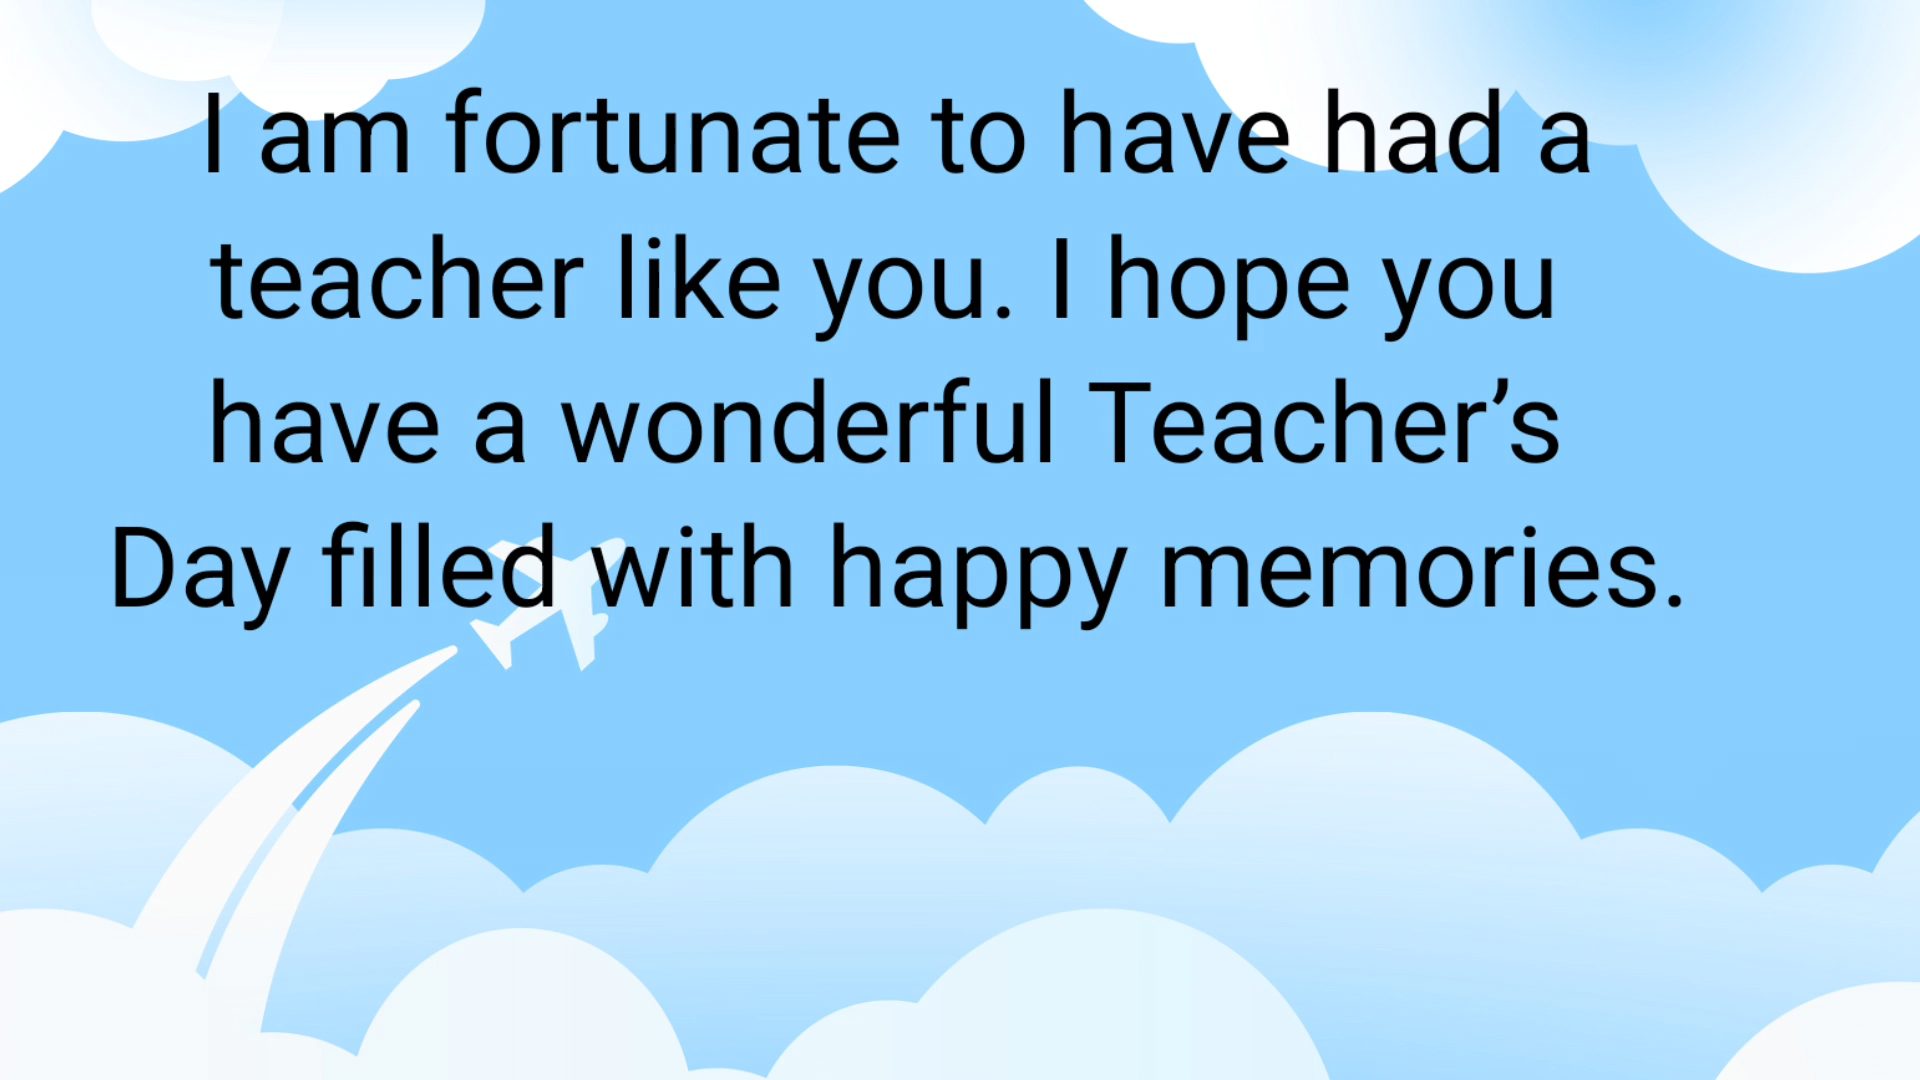 I am fortunate to have had a
teacher like you. I hope you
have a wonderful Teacher’s
Day filled with happy memories.